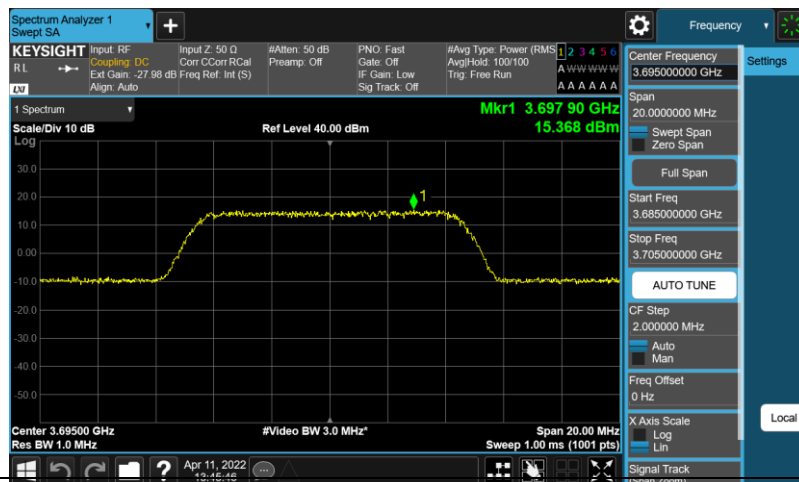 Spectrum Analyzer 1
Swept SA
Frequency
KEYSIGHT
RL
LXI
Input: RF
Coupling: DC
Ext Gain: -27.98 dB
Align: Auto
Input Z: 50 Ω
Corr CCorr RCal
Freq Ref: Int (S)
#Atten: 50 dB
Preamp: Off
PNO: Fast
Gate: Off
IF Gain: Low
Sig Track: Off
#Avg Type: Power (RMS
Avg|Hold: 100/100
Trig: Free Run
1 2 3 4 5 6
A W W W W W
A A A A A A
1 Spectrum
Scale/Div 10 dB
Log
Ref Level 40.00 dBm
Mkr1 3.697 90 GHz
15.368 dBm
30.0
20.0
10.0
0.00
-10.0
-20.0
-30.0
-40.0
-50.0
1
Center 3.69500 GHz
Res BW 1.0 MHz
#Video BW 3.0 MHz*
Span 20.00 MHz
Sweep 1.00 ms (1001 pts)
Apr 11, 2022
Center Frequency
3.695000000 GHz
Span
20.0000000 MHz
Swept Span
Zero Span
Full Span
Start Freq
3.685000000 GHz
Stop Freq
3.705000000 GHz
AUTO TUNE
CF Step
2.000000 MHz
Auto
Man
Freq Offset
0 Hz
X Axis Scale
Log
Lin
Signal Track
(Span Zoom)
Settings
Local